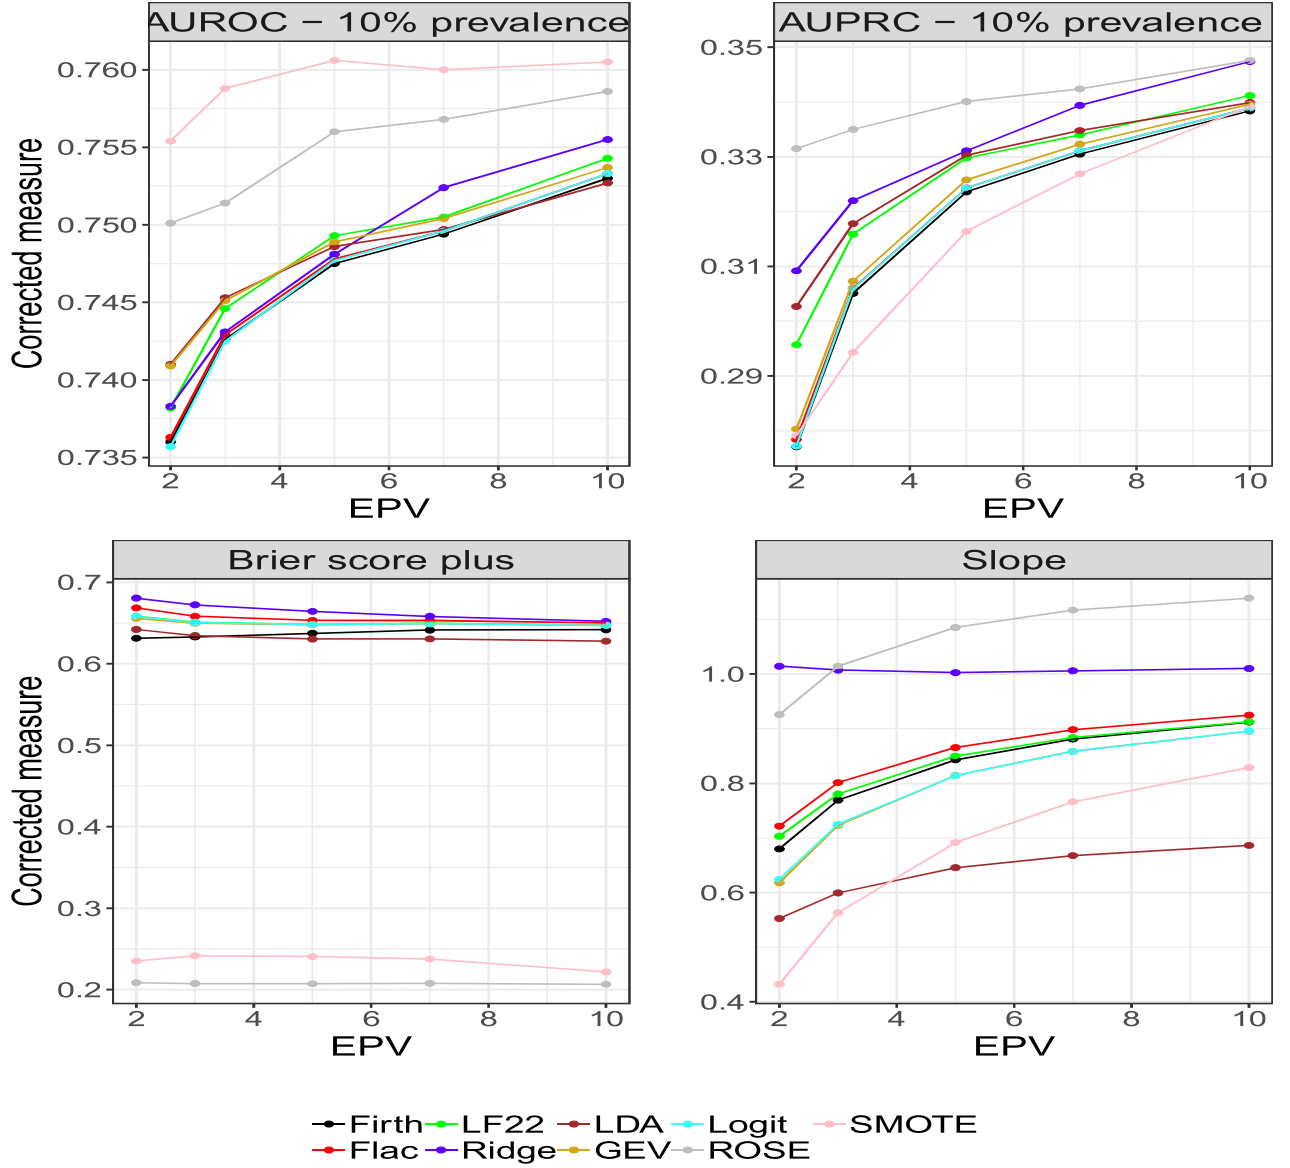 AUROC − 10% prevalence
AUPRC − 10% prevalence
Corrected measure
0.760
0.755
0.750
0.745
0.740
0.735
2 4 6 8 10
EPV
0.35
0.33
0.31
0.29
2 4 6 8 10
EPV
Brier score plus
Slope
Corrected measure
0.7
0.6
0.5
0.4
0.3
0.2
2 4 6 8 10
EPV
1.0
0.8
0.6
0.4
2 4 6 8 10
EPV
Firth LF22 LDA Logit SMOTE
Flac Ridge GEV ROSE